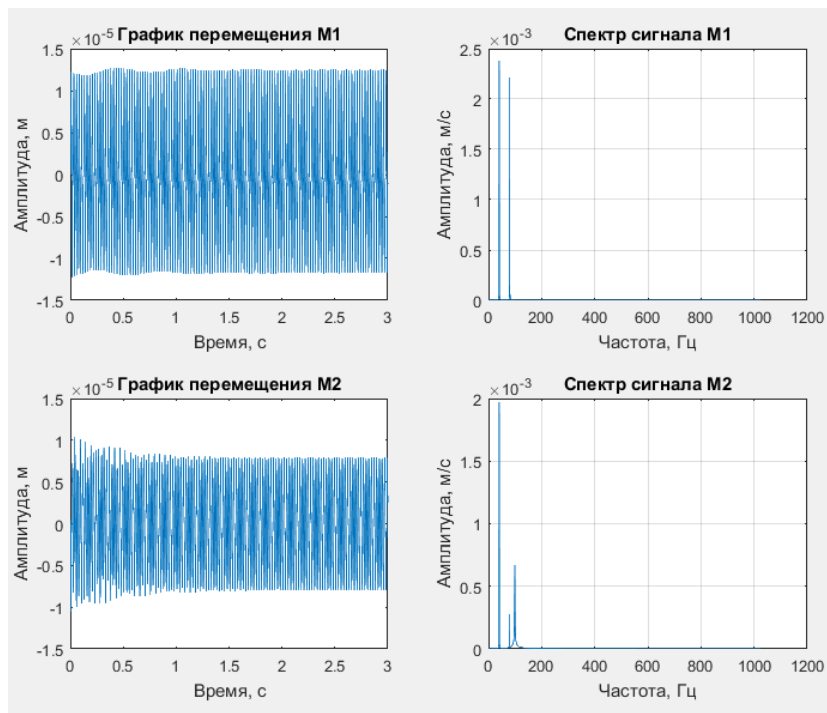 График перемещения M1
×10-5
1.5
1
0.5
0
-0.5
-1
-1.5
Амплитуда, м
0 0.5 1 1.5 2 2.5 3
Время, с
Спектр сигнала M1
×10-3
2.5
2
1.5
1
0.5
0
Амплитуда, м/с
0 200 400 600 800 1000 1200
Частота, Гц
График перемещения M2
×10-5
1.5
1
0.5
0
-0.5
-1
-1.5
Амплитуда, м
0 0.5 1 1.5 2 2.5 3
Время, с
Спектр сигнала M2
×10-3
2
1.5
1
0.5
0
Амплитуда, м/с
0 200 400 600 800 1000 1200
Частота, Гц